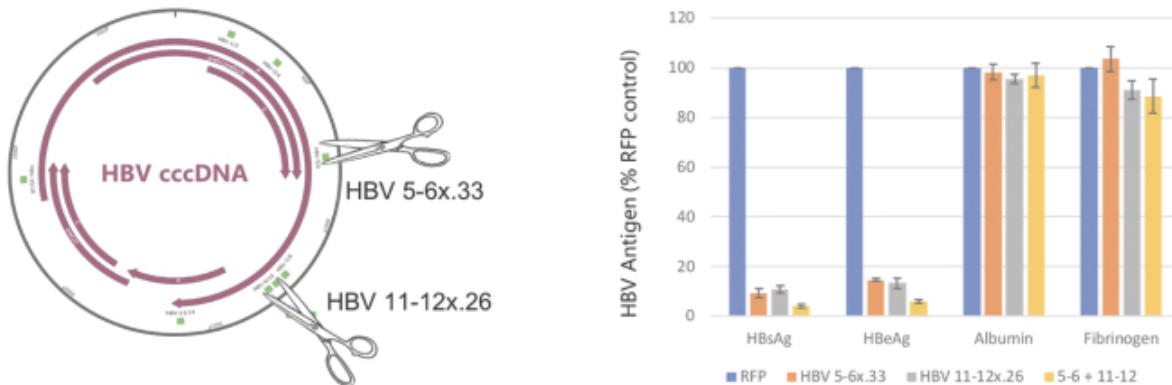 HBV cccDNA
HBV 5-6x.33
HBV 11-12x.26
HBV Antigen (% RFP control)
120
100
80
60
40
20
0
HBsAg
HBeAg
Albumin
Fibrinogen
RFP
HBV 5-6x.33
HBV 11-12x.26
5-6 + 11-12